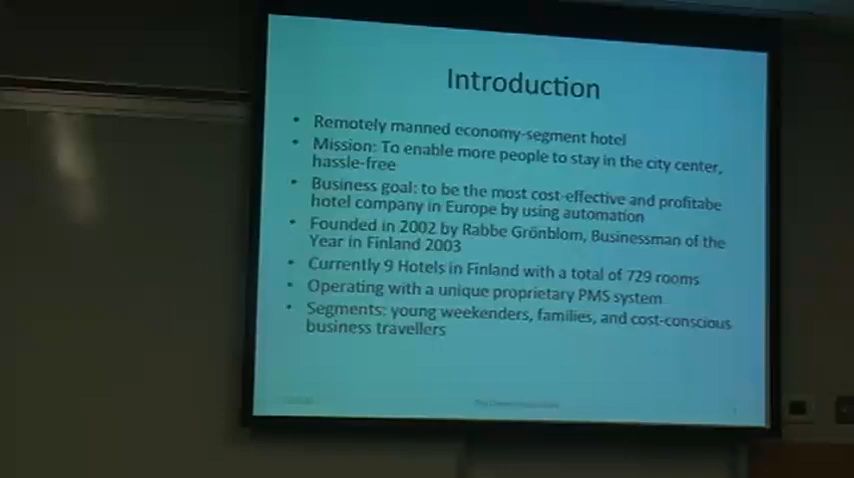 Introduction
• Remotely manned economy-segment hotel
• Mission: To enable more people to stay in the city center,
hassle-free
• Business goal: to be the most cost-effective and profitabe
hotel company in Europe by using automation
• Founded in 2002 by Rabbe Grönblom, Businessman of the
Year in Finland 2003
• Currently 9 Hotels in Finland with a total of 729 rooms
• Operating with a unique proprietary PMS system
• Segments: young weekenders, families, and cost-conscious
business travellers